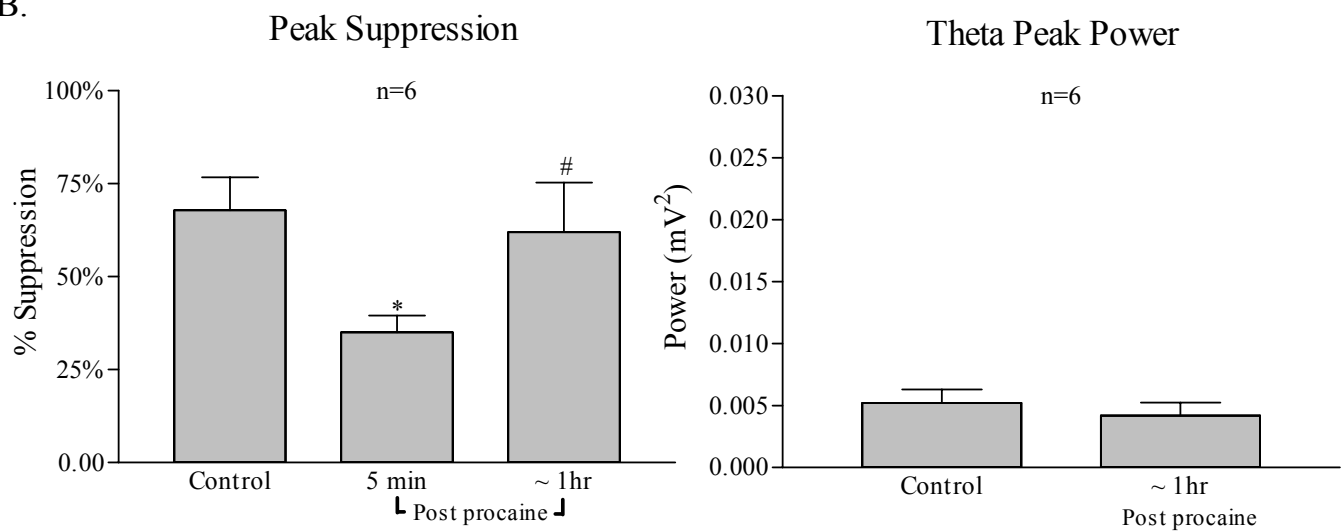 B.
Peak Suppression
n=6
100%
75%
50%
25%
0.00
% Suppression
*
#
Control
5 min
~ 1hr
Post procaine
Theta Peak Power
n=6
0.030
0.025
0.020
0.015
0.010
0.005
0.000
Power (mV²)
Control
~ 1hr
Post procaine